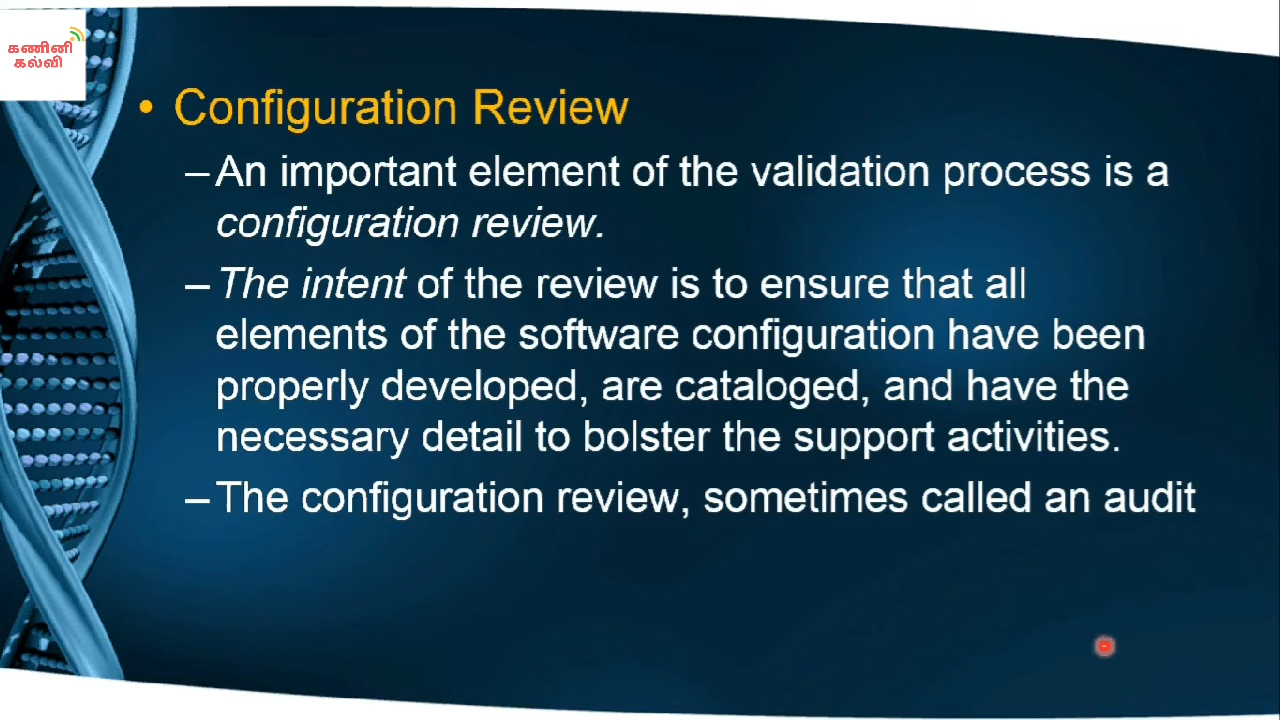 கணினி
கல்வி
• Configuration Review
– An important element of the validation process is a
configuration review.
– The intent of the review is to ensure that all
elements of the software configuration have been
properly developed, are cataloged, and have the
necessary detail to bolster the support activities.
– The configuration review, sometimes called an audit